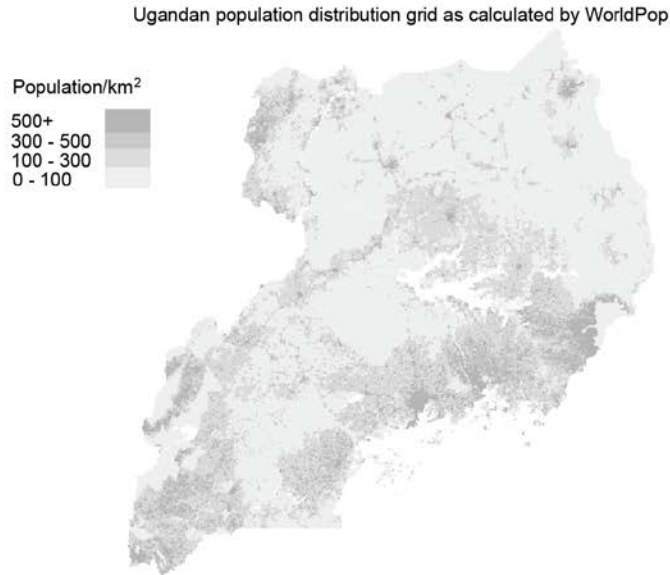 Ugandan population distribution grid as calculated by WorldPop
Population/km²
500+
300 - 500
100 - 300
0 - 100